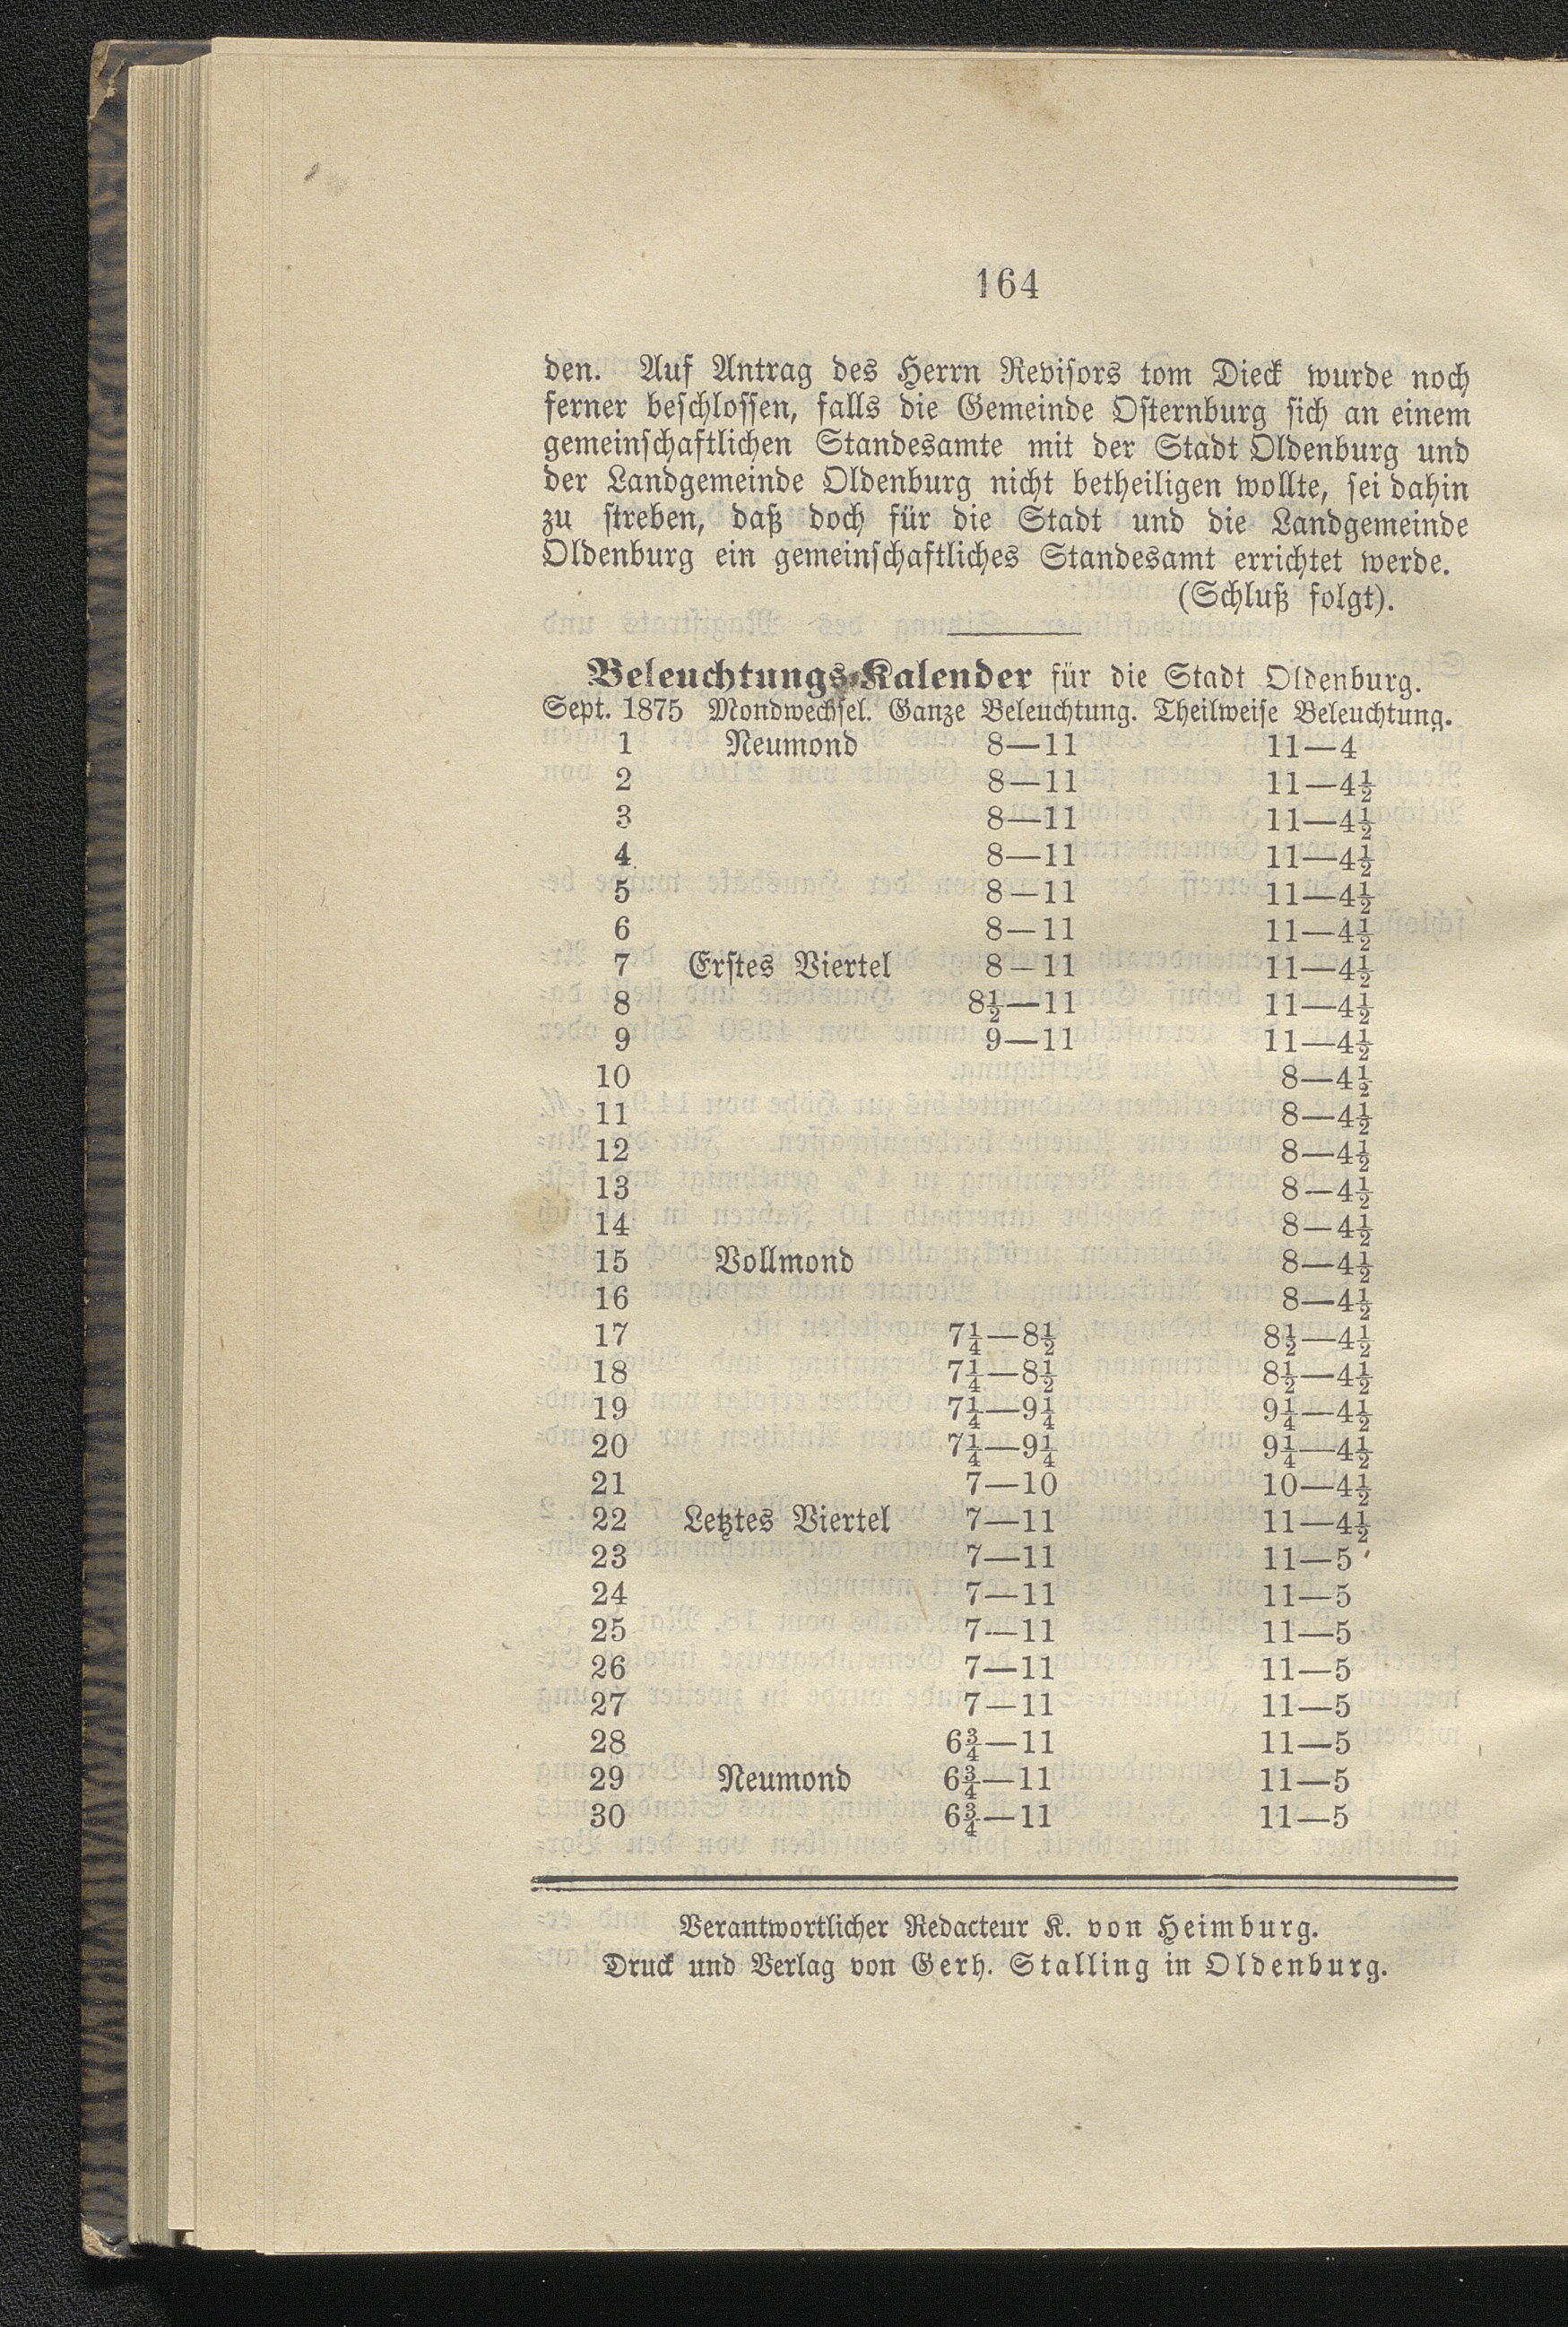 164
den. Auf Antrag des Herrn Reviſors tom Dieck wurde noch
ferner beſchloſſen, falls die Gemeinde Oſternburg ſich an einem
gemeinſchaftlichen Standesamte mit der Stadt Oldenburg und
der Landgemeinde Oldenburg nicht betheiligen wollte, ſei dahin
zu ſtreben, daß doch für die Stadt und die Landgemeinde
Oldenburg ein gemeinſchaftliches Standesamt errichtet werde.
(Schluß folgt).
Beleuchtungs-Kalender für die Stadt Oldenburg.
Sept. 1875 Mondwechſel. Ganze Beleuchtung. Theilweiſe Beleuchtung.
1 Neumond 8—11 11—4
2 8—11 11—4½
3 8—11 11—4½
4 8—11 11—4½
5 8—11 11—4½
6 8—11 11—4½
7 Erſtes Viertel 8—11 11—4½
8 8½—11 11—4½
9 9—11 11—4½
10 8—4½
11 8—4½
12 8—4½
13 8—4½
14 8—4½
15 Vollmond 8—4½
16 8—4½
17 7¼—8½ 8½—4½
18 7¼—8½ 8½—4½
19 7¼—9¼ 9¼—4½
20 7¼—9¼ 9¼—4½
21 7—10 10—4½
22 Letztes Viertel 7—11 11—4½
23 7—11 11—5
24 7—11 11—5
25 7—11 11—5
26 7—11 11—5
27 7—11 11—5
28 6¾—11 11—5
29 Neumond 6¾—11 11—5
30 6¾—11 11—5
Verantwortlicher Redacteur K. von Heimburg.
Druck und Verlag von Gerh. Stalling in Oldenburg.